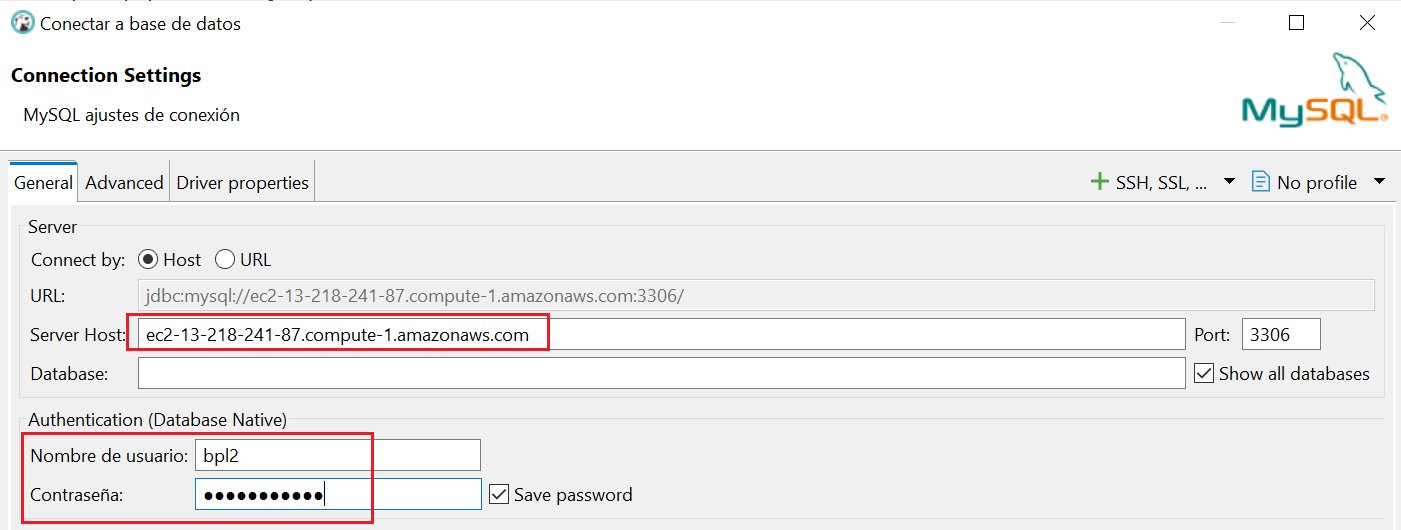 Conectar a base de datos
Connection Settings
MySQL ajustes de conexión
MySQL®
General Advanced Driver properties SSH, SSL, ... No profile
Server
Connect by: Host URL
URL: jdbc:mysql://ec2-13-218-241-87.compute-1.amazonaws.com:3306/
Server Host: ec2-13-218-241-87.compute-1.amazonaws.com Port: 3306
Database: Show all databases
Authentication (Database Native)
Nombre de usuario: bpl2
Contraseña: ●●●●●●●●●●● Save password